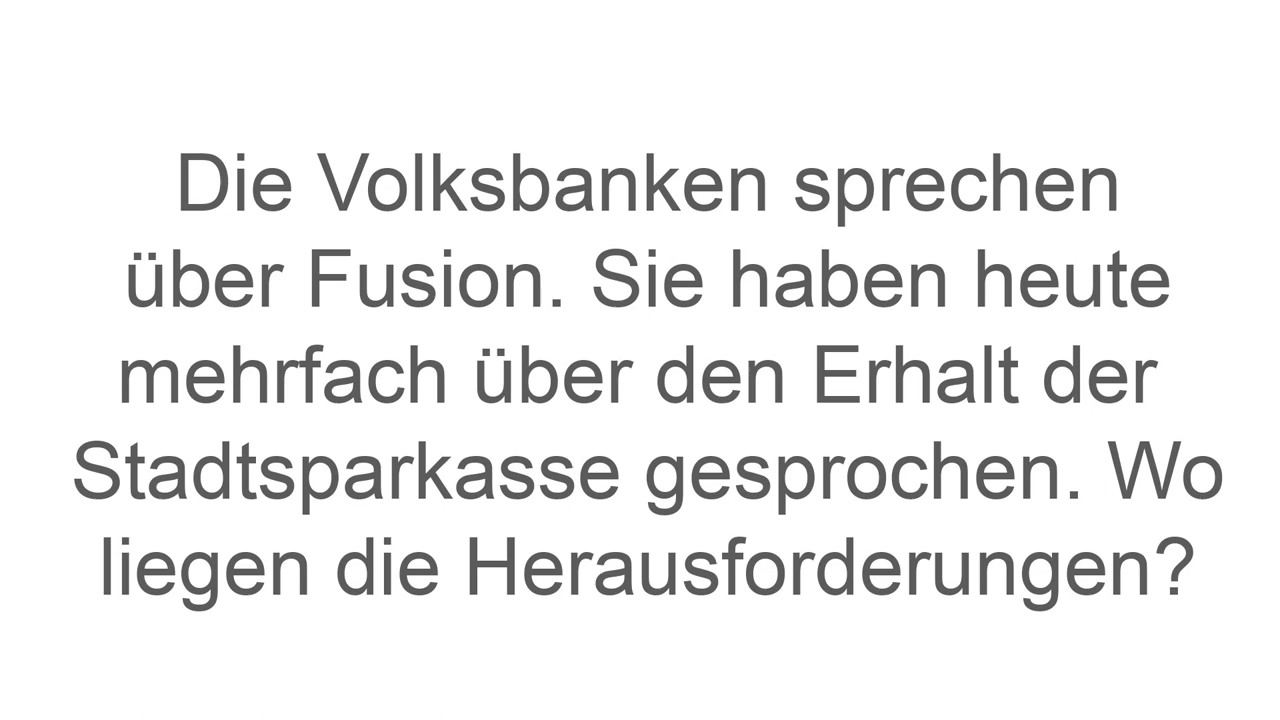 Die Volksbanken sprechen
über Fusion. Sie haben heute
mehrfach über den Erhalt der
Stadtsparkasse gesprochen. Wo
liegen die Herausforderungen?